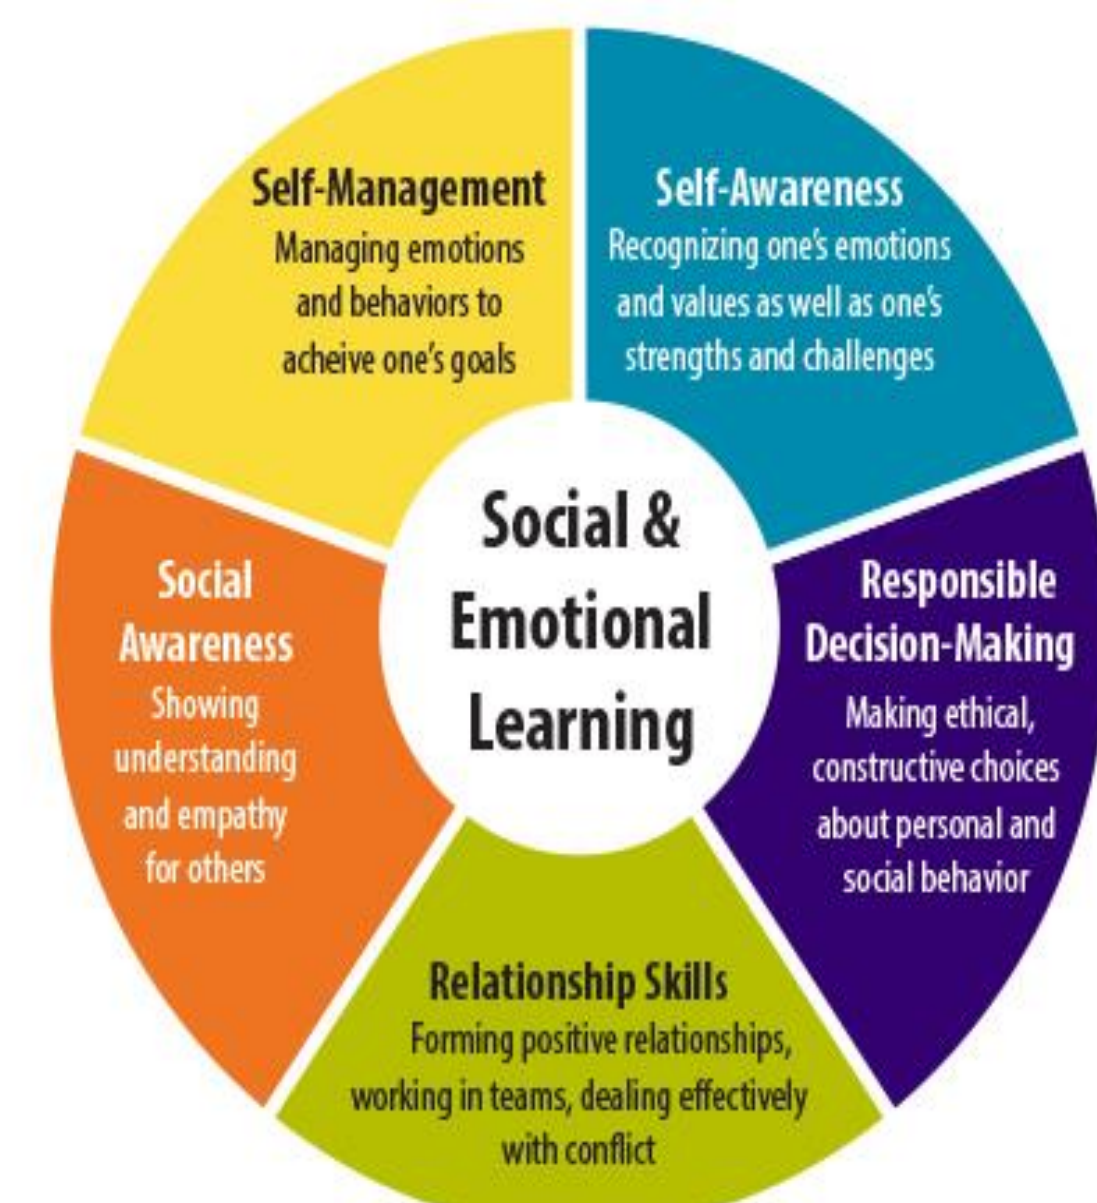 Self-Management
Managing emotions
and behaviors to
acheive one's goals
Self-Awareness
Recognizing one's emotions
and values as well as one's
strengths and challenges
Social &
Emotional
Learning
Social
Awareness
Showing
understanding
and empathy
for others
Responsible
Decision-Making
Making ethical,
constructive choices
about personal and
social behavior
Relationship Skills
Forming positive relationships,
working in teams, dealing effectively
with conflict